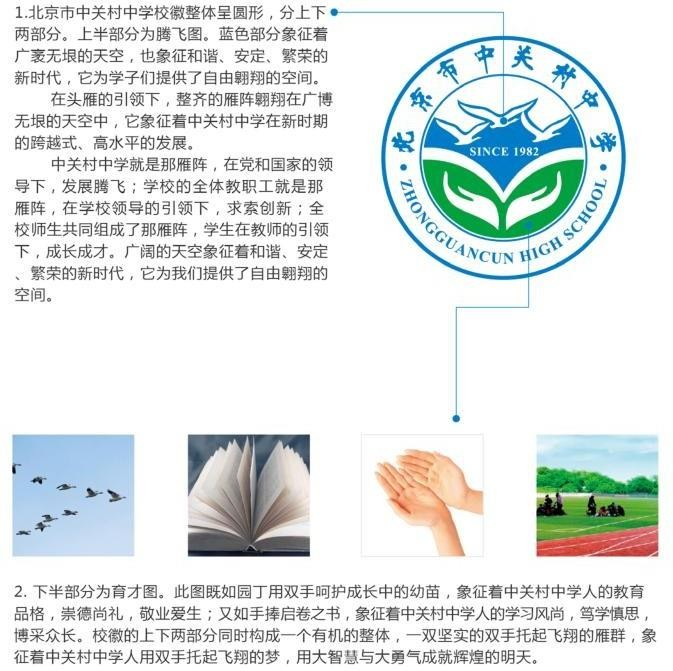 1.北京市中关村中学校徽整体呈圆形，分上下
两部分。上半部分为腾飞图。蓝色部分象征着
广袤无垠的天空，也象征和谐、安定、繁荣的
新时代，它为学子们提供了自由翱翔的空间。
在头雁的引领下，整齐的雁阵翱翔在广博
无垠的天空中，它象征着中关村中学在新时期
的跨越式、高水平的发展。
中关村中学就是那雁阵，在党和国家的领
导下，发展腾飞；学校的全体教职工就是那
雁阵，在学校领导的引领下，求索创新；全
校师生共同组成了那雁阵，学生在教师的引领
下，成长成才。广阔的天空象征着和谐、安定
、繁荣的新时代，它为我们提供了自由翱翔的
空间。
北京市中关村中学
SINCE 1982
ZHONGGUANCUN HIGH SCHOOL
2. 下半部分为育才图。此图既如园丁用双手呵护成长中的幼苗，象征着中关村中学人的教育
品格，崇德尚礼，敬业爱生；又如手捧启卷之书，象征着中关村中学人的学习风尚，笃学慎思，
博采众长。校徽的上下两部分同时构成一个有机的整体，一双坚实的双手托起飞翔的雁群，象
征着中关村中学人用双手托起飞翔的梦，用大智慧与大勇气成就辉煌的明天。